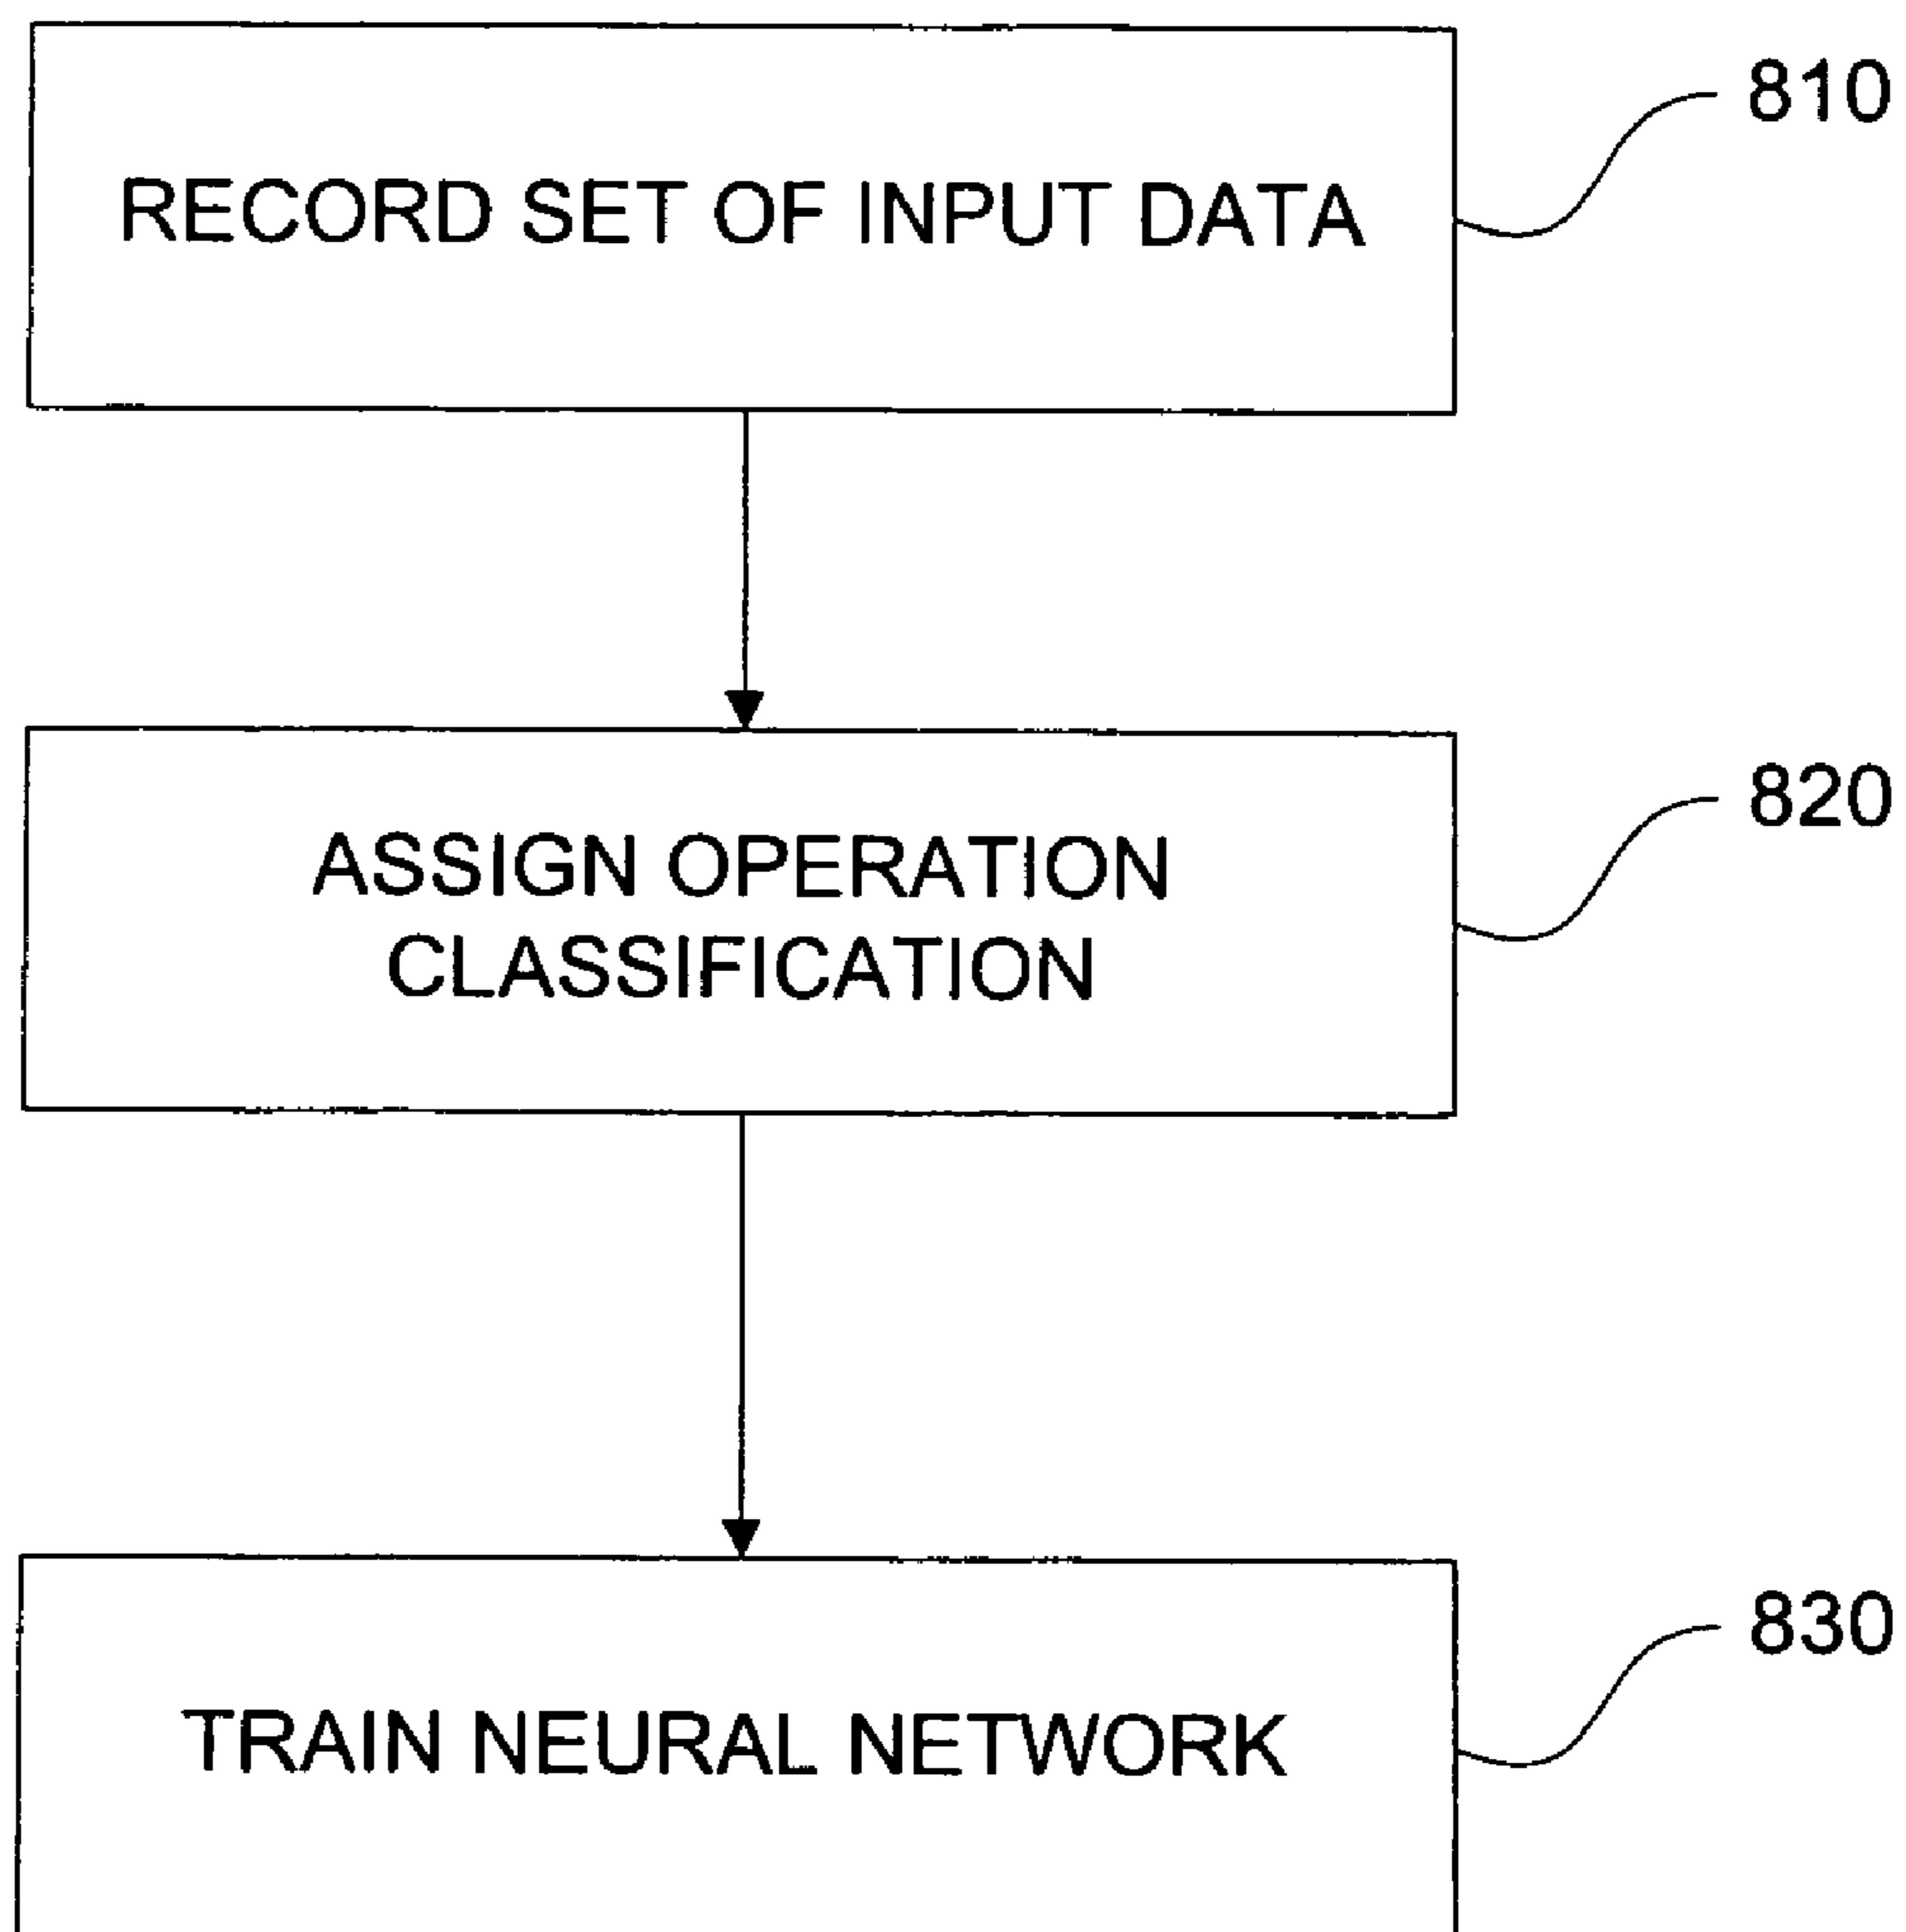 RECORD SET OF INPUT DATA
810
ASSIGN OPERATION
CLASSIFICATION
820
TRAIN NEURAL NETWORK
830